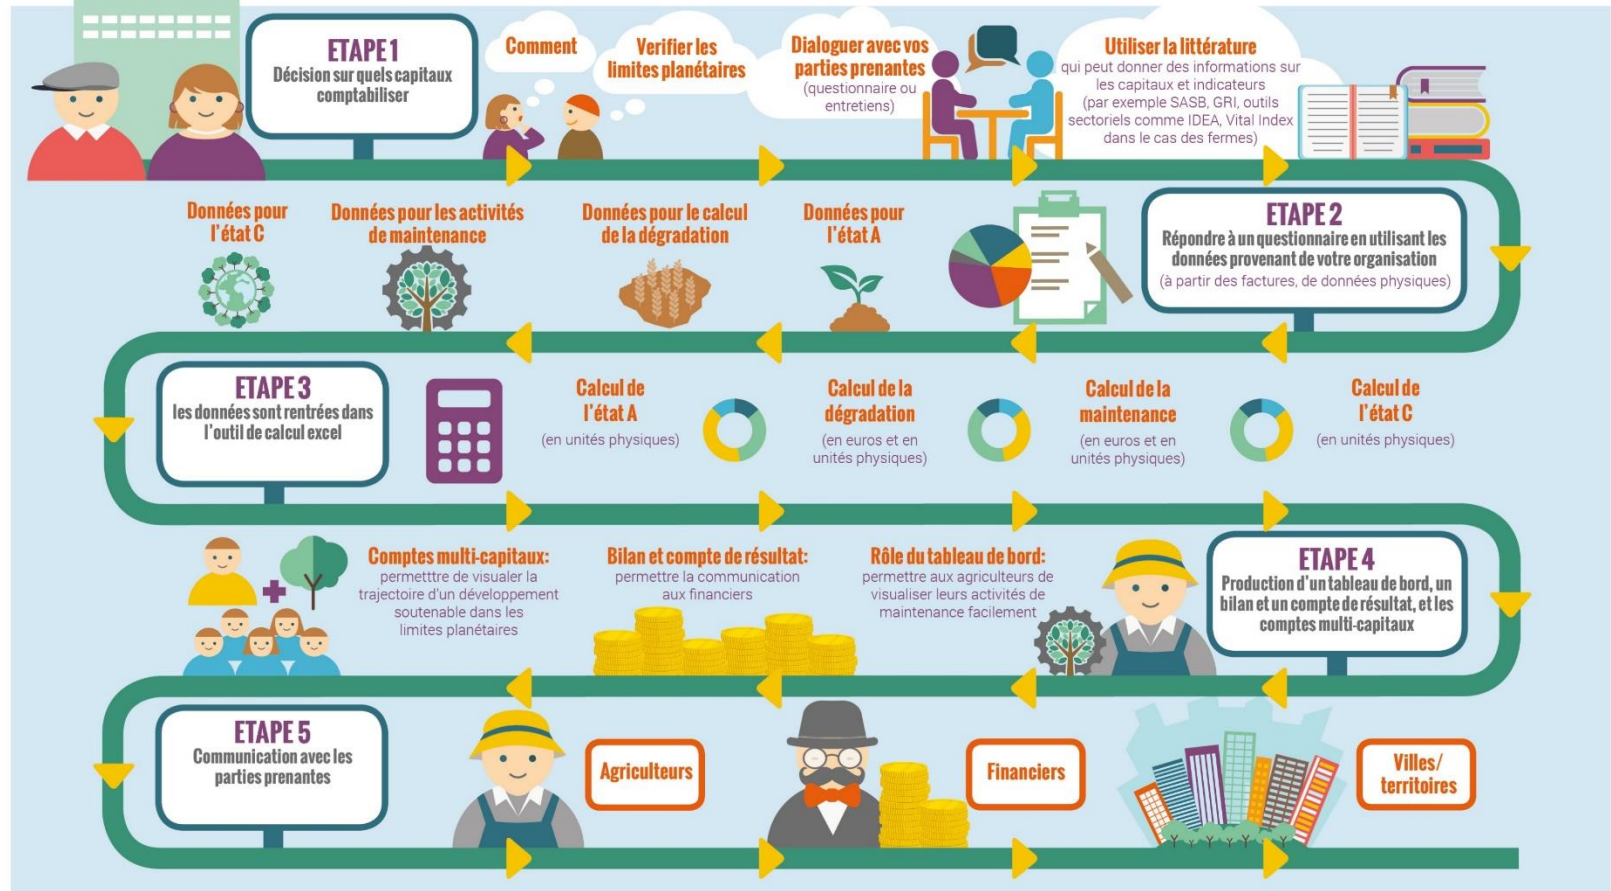 ETAPE 1
Décision sur quels capitaux
comptabiliser
Comment
Verifier les
limites planétaires
Dialoguer avec vos
parties prenantes
(questionnaire ou
entretiens)
Utiliser la littérature
qui peut donner des informations sur
les capitaux et indicateurs
(par exemple SASB, GRI, outils
sectoriels comme IDEA, Vital Index
dans le cas des fermes)
ETAPE 2
Répondre à un questionnaire en utilisant les
données provenant de votre organisation
(à partir des factures, de données physiques)
Données pour
l'état A
Données pour le calcul
de la dégradation
Données pour les activités
de maintenance
Données pour
l'état C
ETAPE 3
les données sont rentrées dans
l'outil de calcul excel
Calcul de
l'état A
(en unités physiques)
Calcul de la
dégradation
(en euros et en
unités physiques)
Calcul de la
maintenance
(en euros et en
unités physiques)
Calcul de
l'état C
(en unités physiques)
ETAPE 4
Production d'un tableau de bord, un
bilan et un compte de résultat, et les
comptes multi-capitaux
Rôle du tableau de bord:
permettre aux agriculteurs de
visualiser leurs activités de
maintenance facilement
Bilan et compte de résultat:
permettre la communication
aux financiers
Comptes multi-capitaux:
permetttre de visualer la
trajectoire d'un développement
soutenable dans les
limites planétaires
ETAPE 5
Communication avec les
parties prenantes
Agriculteurs
Financiers
Villes/
territoires